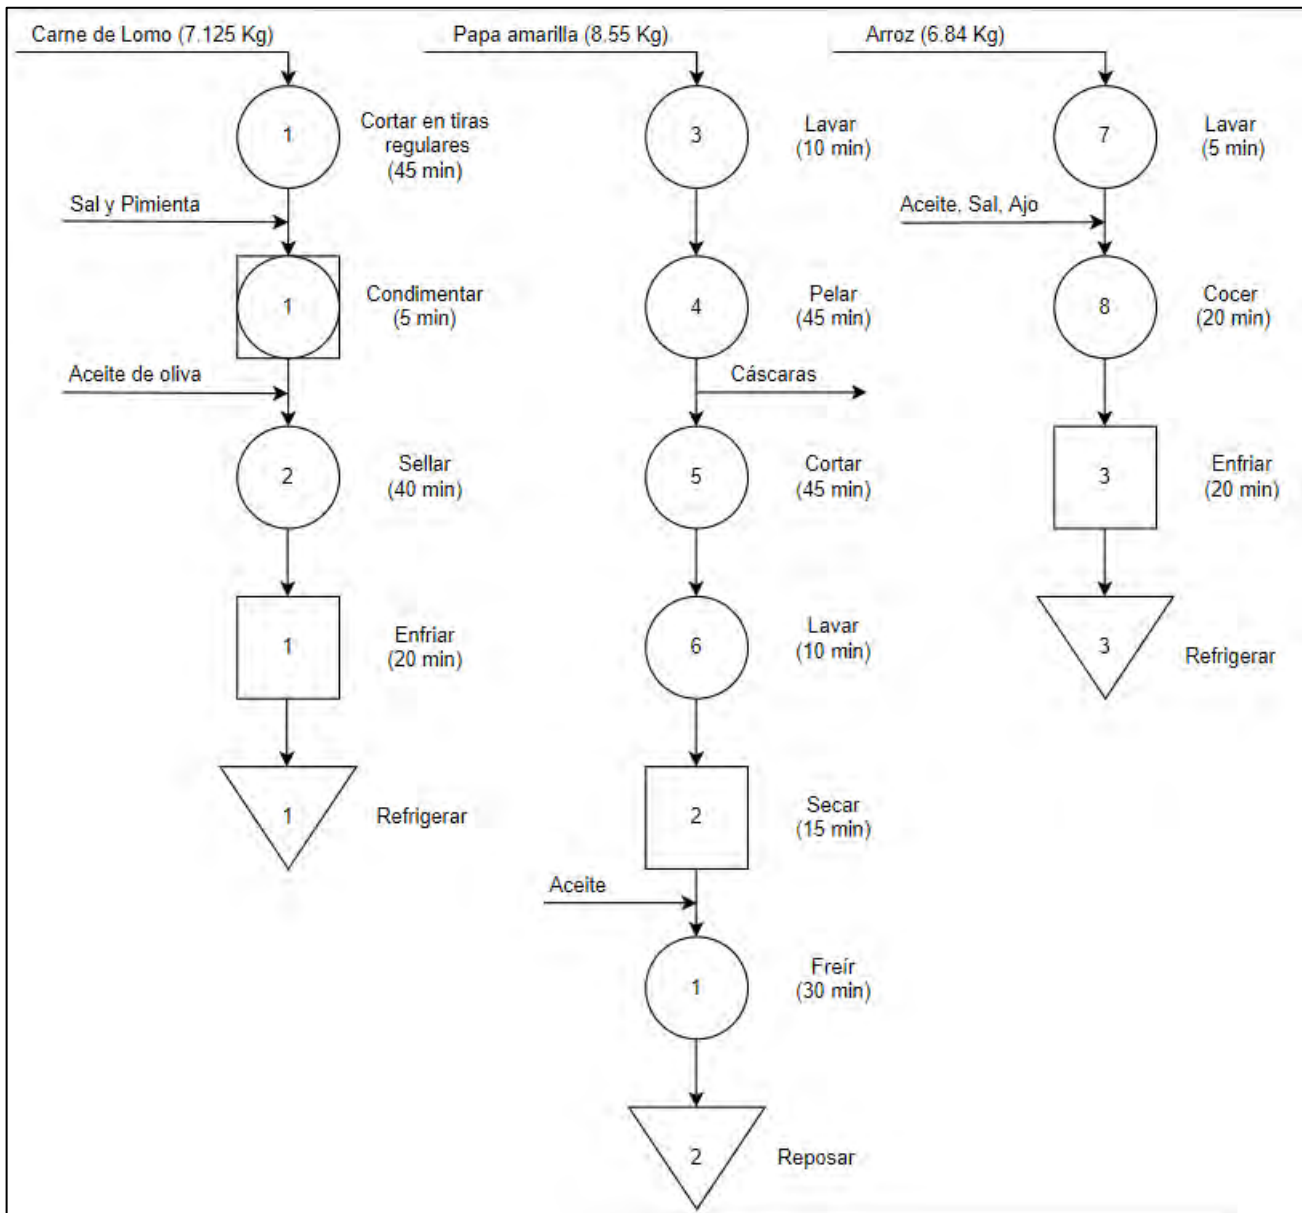 Carne de Lomo (7.125 Kg)
1
Cortar en tiras
regulares
(45 min)
Sal y Pimienta
1
Condimentar
(5 min)
Aceite de oliva
2
Sellar
(40 min)
1
Enfriar
(20 min)
1
Refrigerar
Papa amarilla (8.55 Kg)
3
Lavar
(10 min)
4
Pelar
(45 min)
Cáscaras
5
Cortar
(45 min)
6
Lavar
(10 min)
2
Secar
(15 min)
Aceite
1
Freír
(30 min)
2
Reposar
Arroz (6.84 Kg)
7
Lavar
(5 min)
Aceite, Sal, Ajo
8
Cocer
(20 min)
3
Enfriar
(20 min)
3
Refrigerar